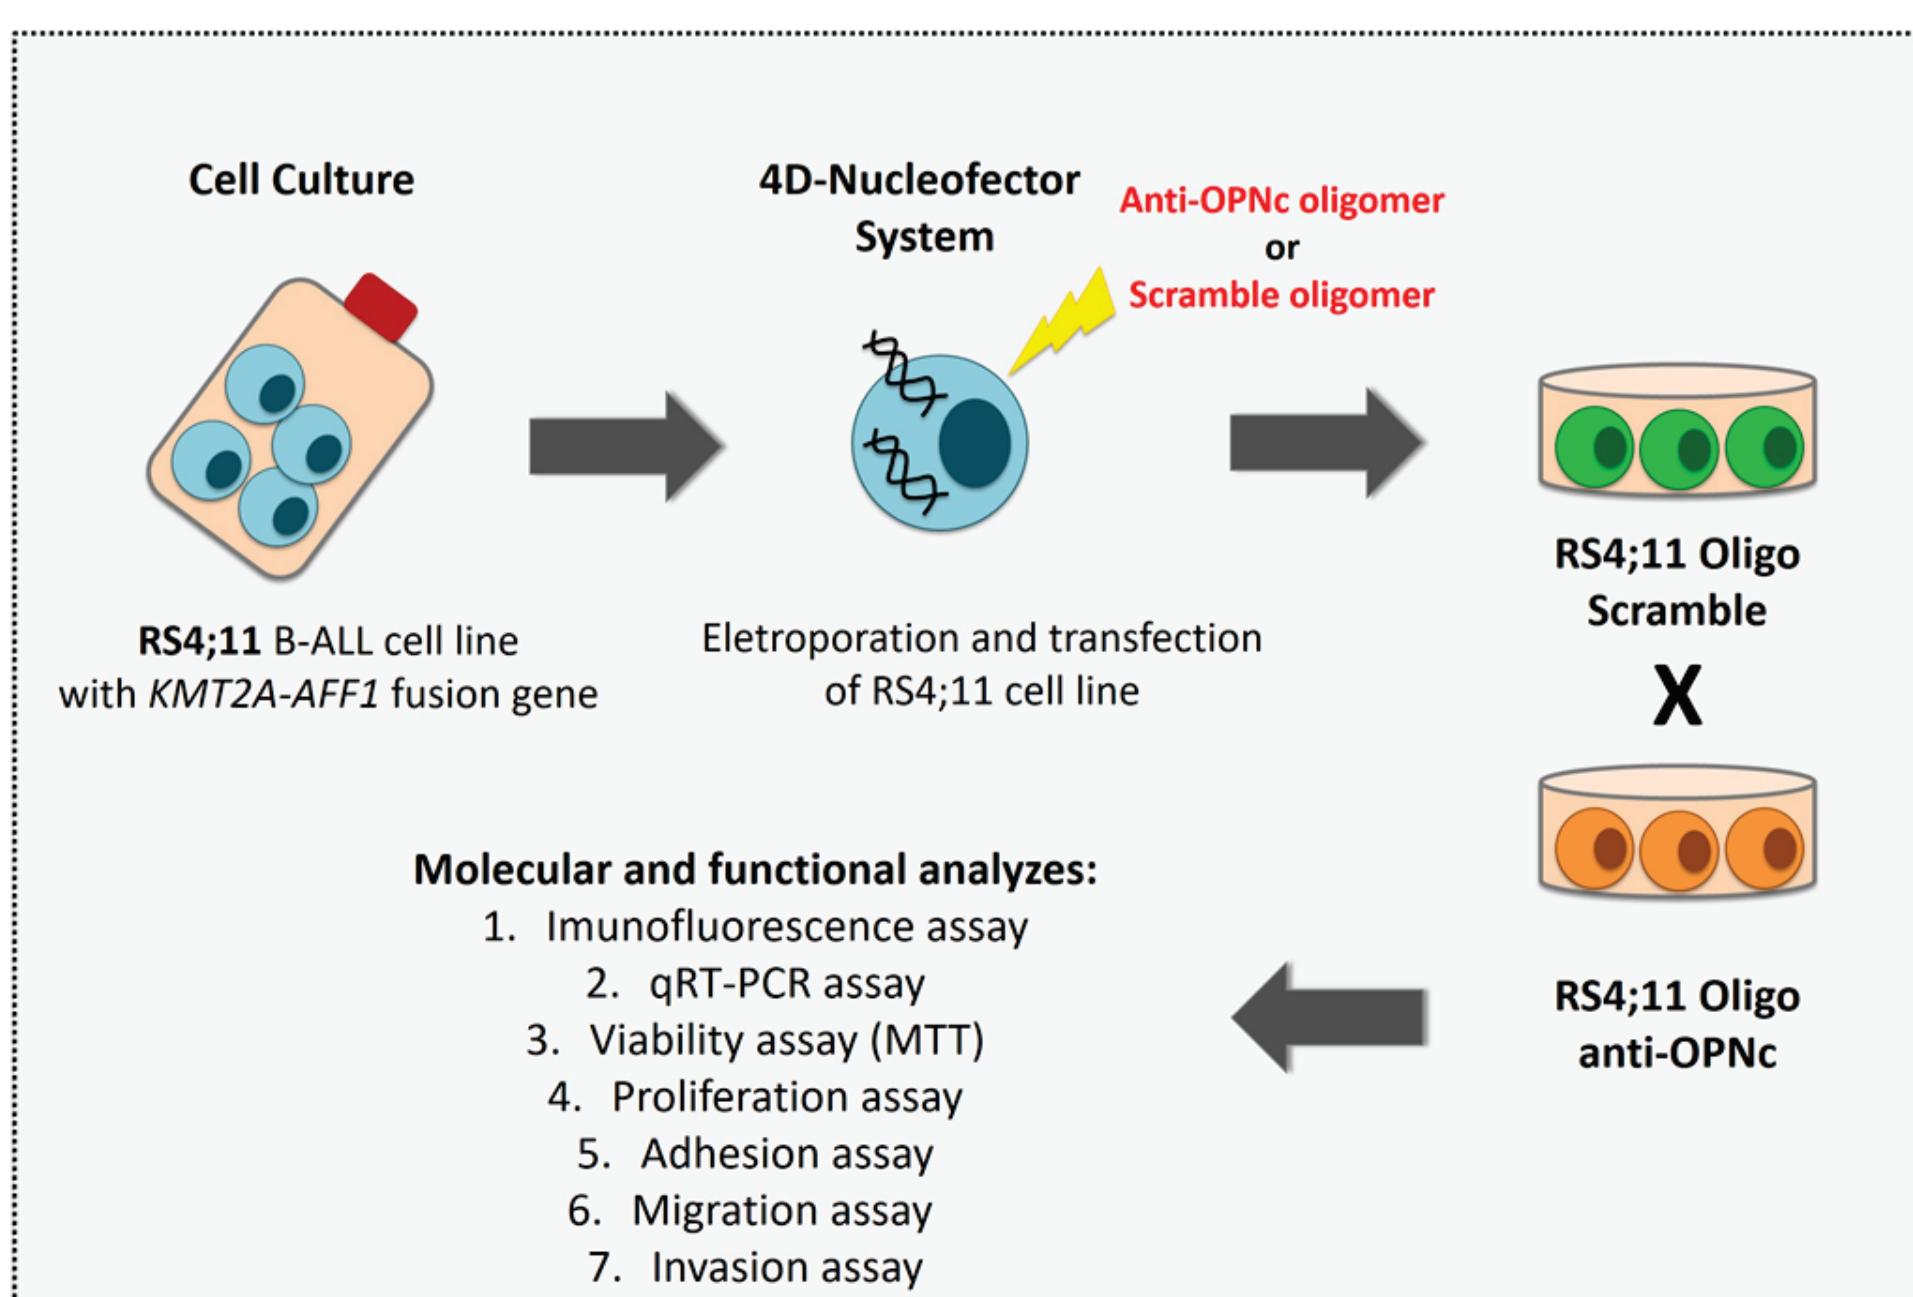 Cell Culture
4D-Nucleofector
System
Anti-OPNc oligomer
or
Scramble oligomer
RS4;11 B-ALL cell line
with KMT2A-AFF1 fusion gene
Eletroporation and transfection
of RS4;11 cell line
RS4;11 Oligo
Scramble
X
RS4;11 Oligo
anti-OPNc
Molecular and functional analyzes:
1. Imunofluorescence assay
2. qRT-PCR assay
3. Viability assay (MTT)
4. Proliferation assay
5. Adhesion assay
6. Migration assay
7. Invasion assay